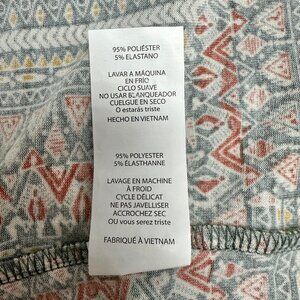 95% POLIÉSTER
5% ELASTANO
LAVAR A MÁQUINA
EN FRÍO
CICLO SUAVE
NO USAR BLANQUEADOR
CUELGUE EN SECO
O estarás triste
HECHO EN VIETNAM
95% POLYESTER
5% ÉLASTHANNE
LAVAGE EN MACHINE
À FROID
CYCLE DÉLICAT
NE PAS JAVELLISER
ACCROCHEZ SEC
OU vous serez triste
FABRIQUÉ À VIETNAM